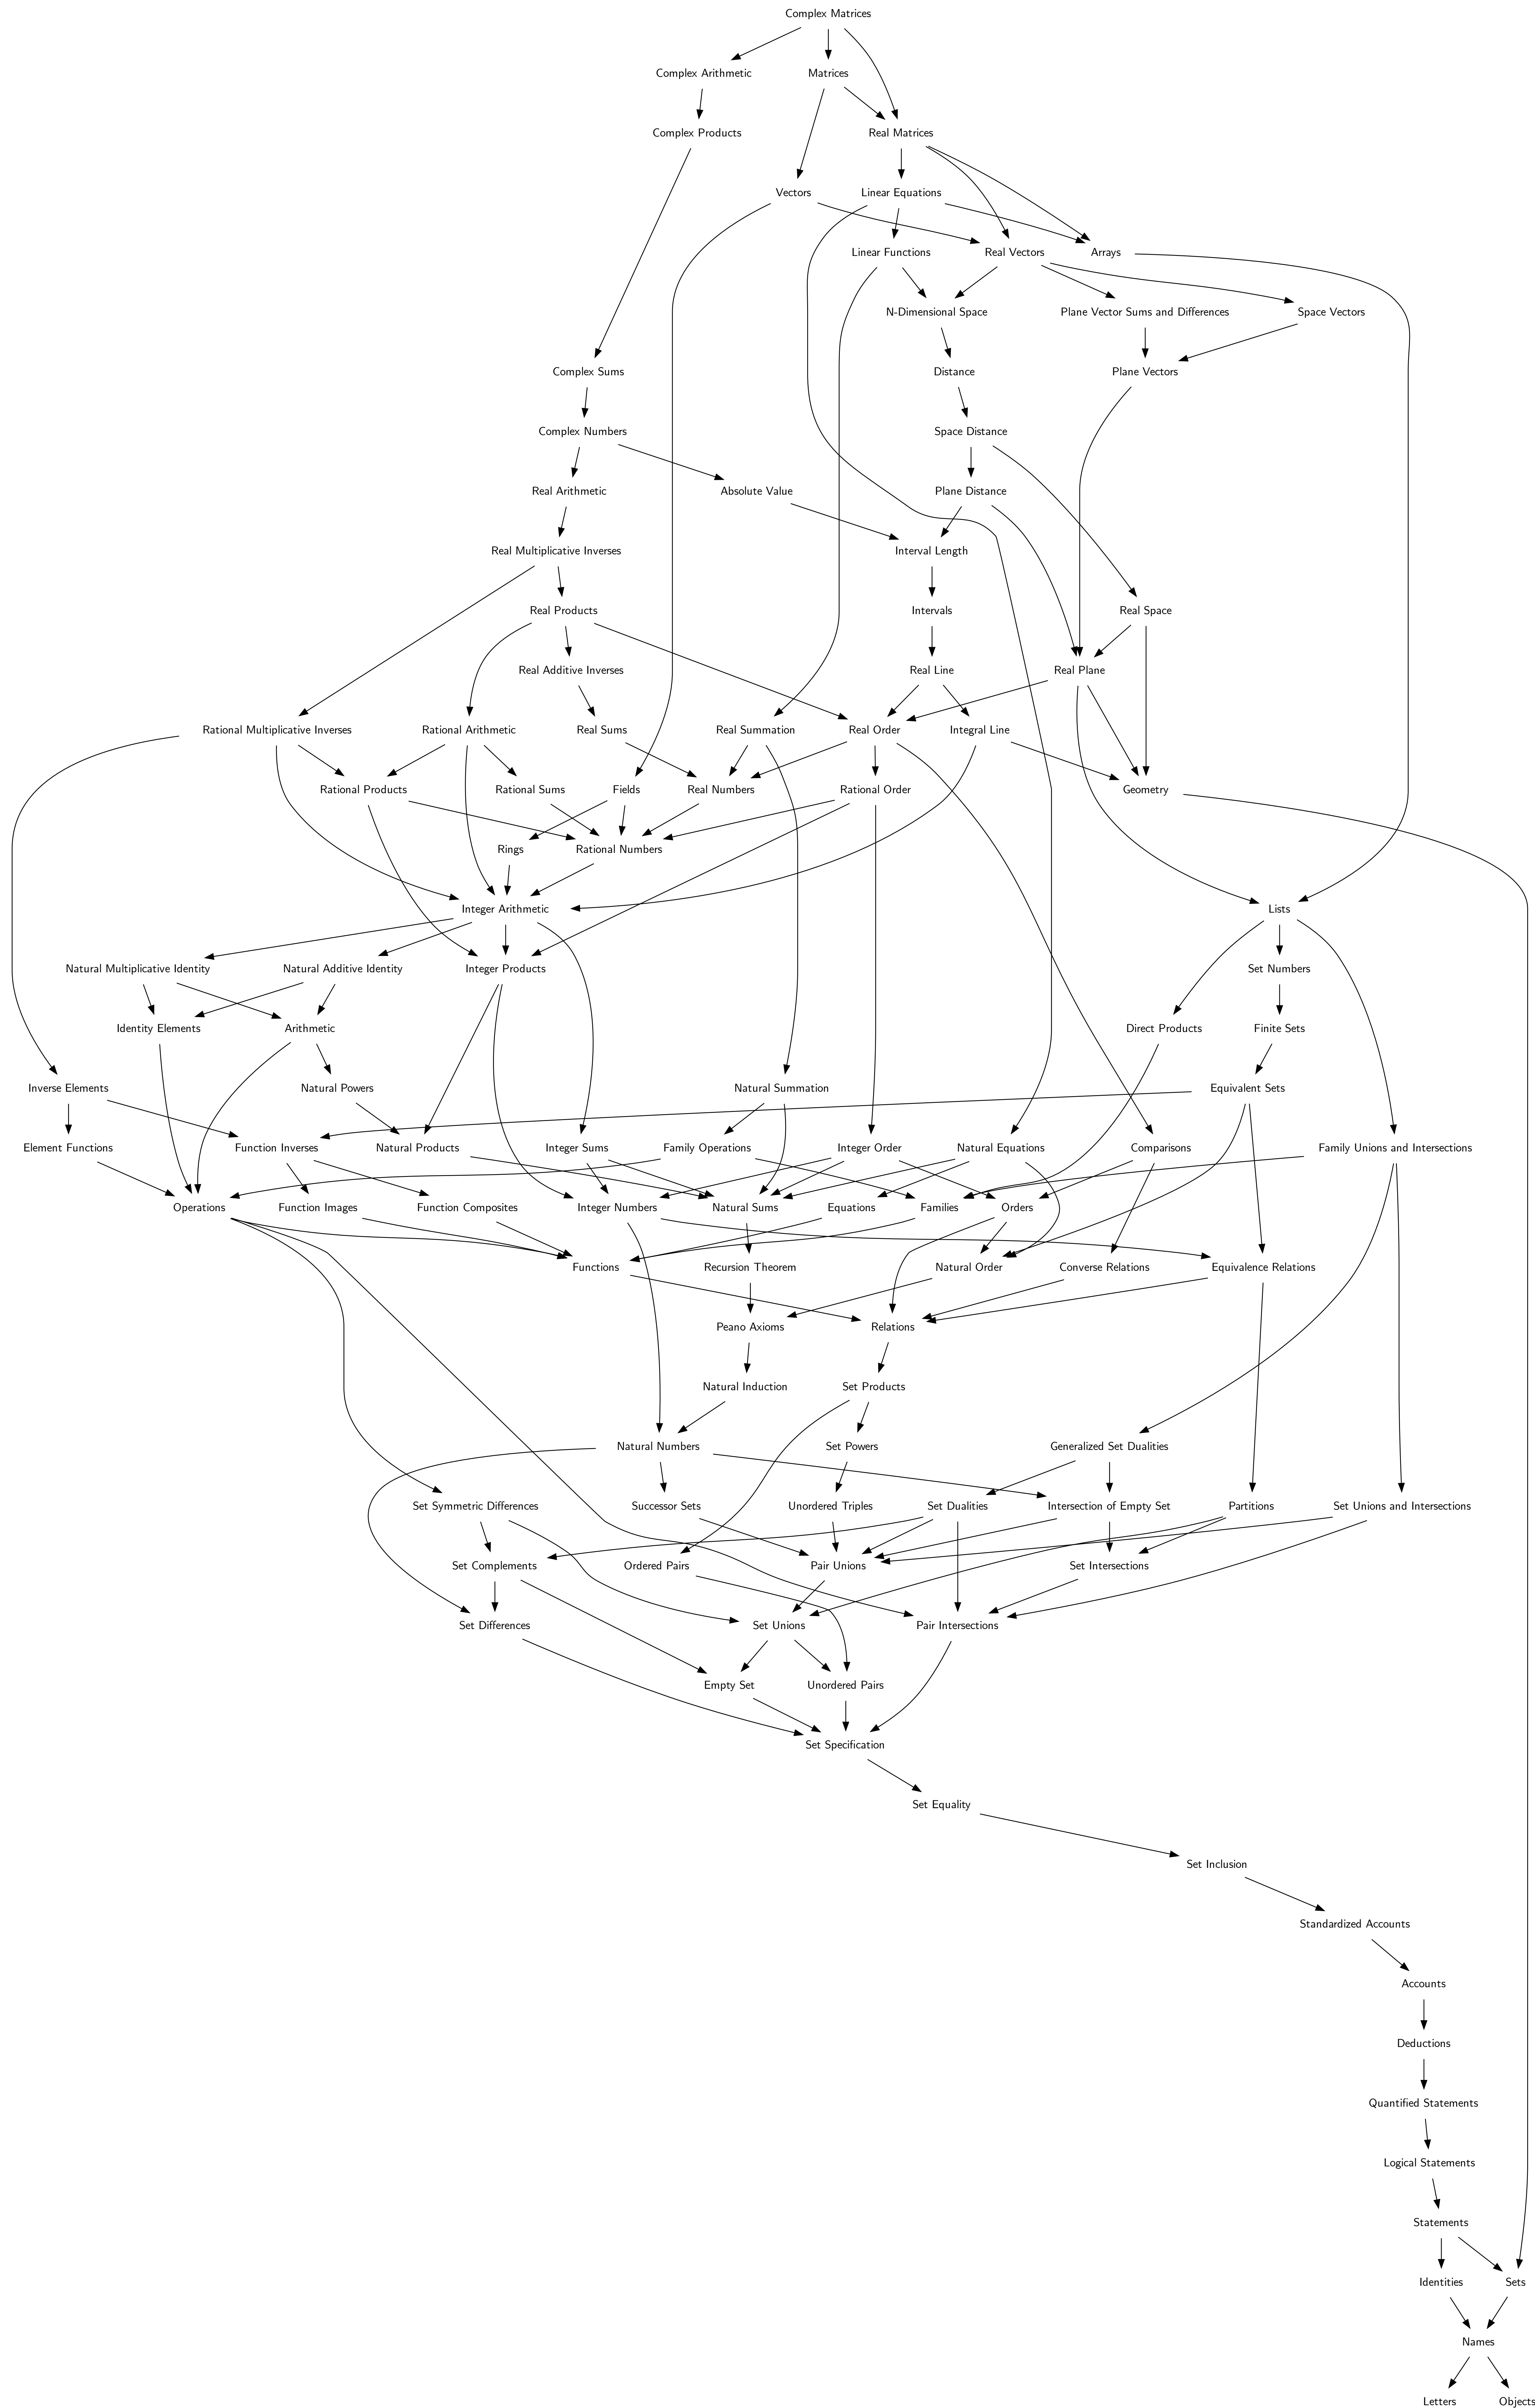 Complex Matrices
Complex Arithmetic
Matrices
Complex Products
Real Matrices
Vectors
Linear Equations
Linear Functions
Real Vectors
Arrays
N-Dimensional Space
Plane Vector Sums and Differences
Space Vectors
Complex Sums
Distance
Plane Vectors
Complex Numbers
Space Distance
Real Arithmetic
Absolute Value
Plane Distance
Real Multiplicative Inverses
Interval Length
Real Products
Intervals
Real Space
Real Additive Inverses
Real Line
Real Plane
Rational Multiplicative Inverses
Rational Arithmetic
Real Sums
Real Summation
Real Order
Integral Line
Rational Products
Rational Sums
Fields
Real Numbers
Rational Order
Geometry
Rings
Rational Numbers
Integer Arithmetic
Lists
Natural Multiplicative Identity
Natural Additive Identity
Integer Products
Set Numbers
Identity Elements
Arithmetic
Direct Products
Finite Sets
Inverse Elements
Natural Powers
Natural Summation
Equivalent Sets
Element Functions
Function Inverses
Natural Products
Integer Sums
Family Operations
Integer Order
Natural Equations
Comparisons
Family Unions and Intersections
Operations
Function Images
Function Composites
Integer Numbers
Natural Sums
Equations
Families
Orders
Functions
Recursion Theorem
Natural Order
Converse Relations
Equivalence Relations
Peano Axioms
Relations
Natural Induction
Set Products
Natural Numbers
Set Powers
Generalized Set Dualities
Set Symmetric Differences
Successor Sets
Unordered Triples
Set Dualities
Intersection of Empty Set
Partitions
Set Unions and Intersections
Set Complements
Ordered Pairs
Pair Unions
Set Intersections
Set Differences
Set Unions
Pair Intersections
Empty Set
Unordered Pairs
Set Specification
Set Equality
Set Inclusion
Standardized Accounts
Accounts
Deductions
Quantified Statements
Logical Statements
Statements
Identities
Sets
Names
Letters
Objects